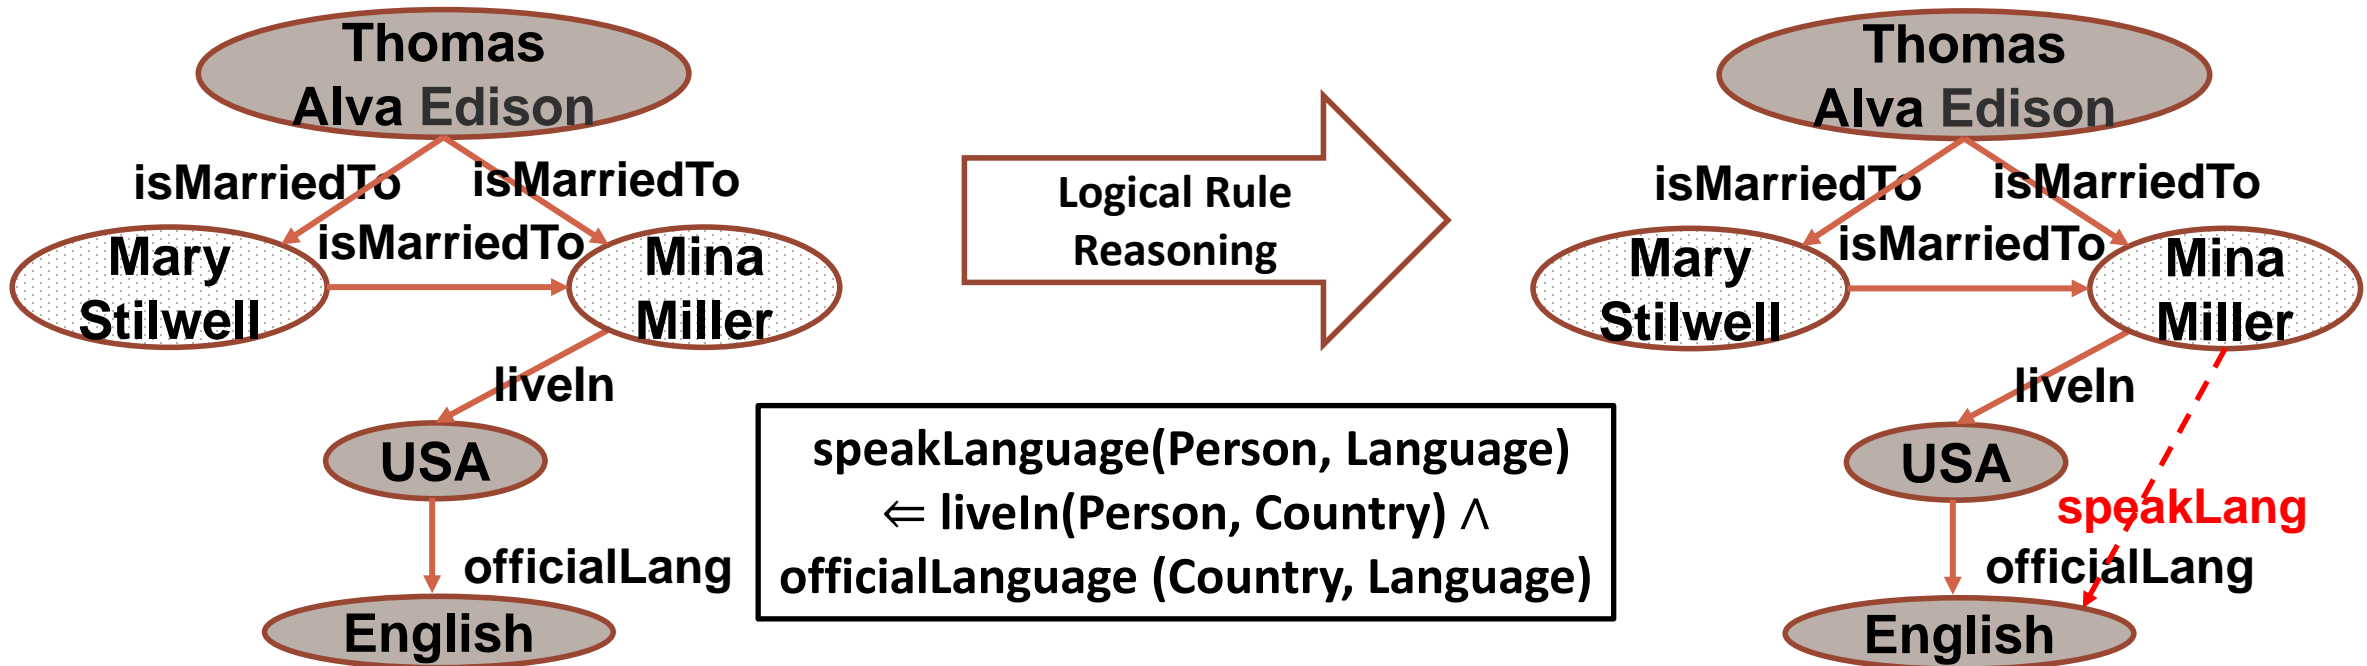 Thomas
Alva Edison
isMarriedTo
isMarriedTo
isMarriedTo
Mary
Stilwell
Mina
Miller
liveIn
USA
officialLang
English
Logical Rule
Reasoning
speakLanguage(Person, Language)
⇐ liveIn(Person, Country) ∧
officialLanguage (Country, Language)
Thomas
Alva Edison
isMarriedTo
isMarriedTo
isMarriedTo
Mary
Stilwell
Mina
Miller
liveIn
USA
speakLang
officialLang
English